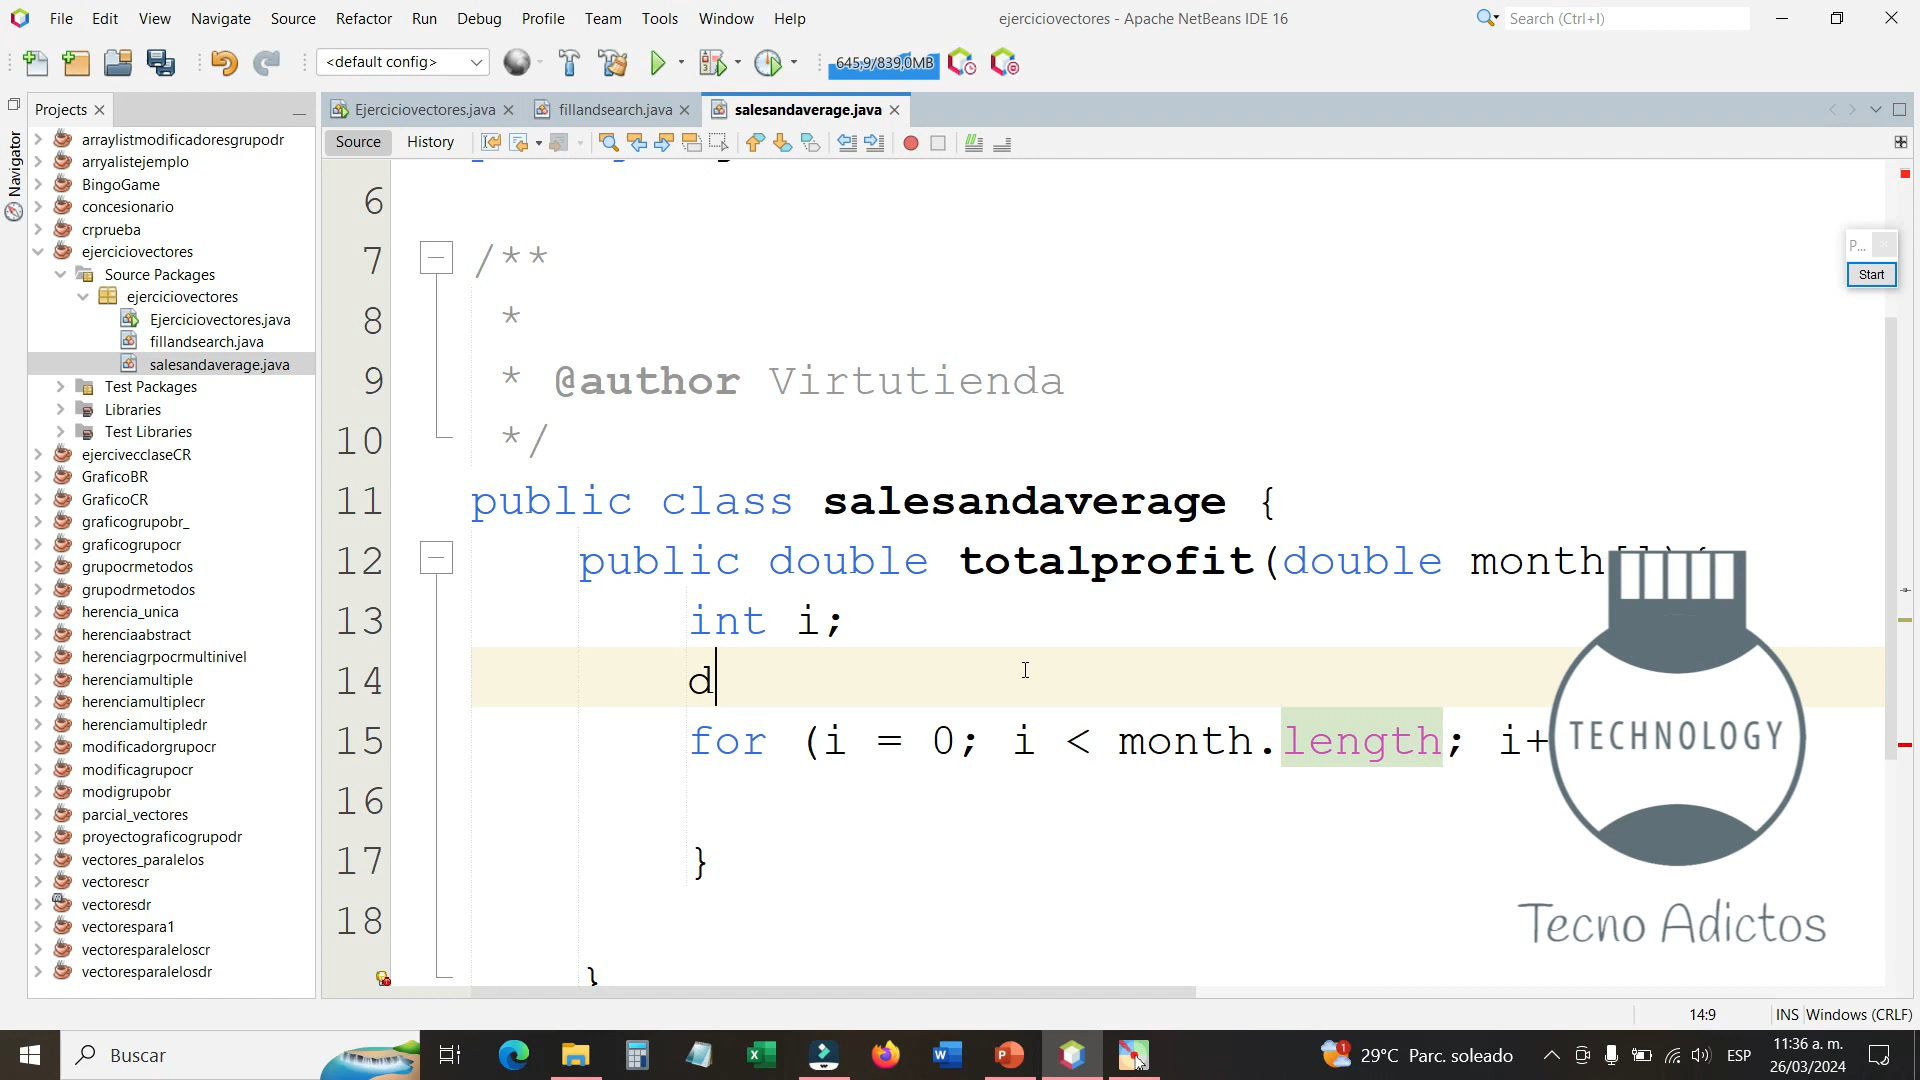 File Edit View Navigate Source Refactor Run Debug Profile Team Tools Window Help
ejerciciovectores - Apache NetBeans IDE 16
Search (Ctrl+I)
<default config>
645,9/839,0MB
Projects
Navigator
Ejerciciovectores.java
fillandsearch.java
salesandaverage.java
Source History
arraylistmodificadoresgrupodr
arryalistejemplo
BingoGame
concesionario
crprueba
ejerciciovectores
Source Packages
ejerciciovectores
Ejerciciovectores.java
fillandsearch.java
salesandaverage.java
Test Packages
Libraries
Test Libraries
ejercivecclaseCR
GraficoBR
GraficoCR
graficogrupobr_
graficogrupocr
grupocrmetodos
grupodrmetodos
herencia_unica
herenciaabstract
herenciagrpocrmultinivel
herenciamultiple
herenciamultiplecr
herenciamultipledr
modificadorgrupocr
modificagrupocr
modigrupobr
parcial_vectores
proyectograficogrupodr
vectores_paralelos
vectorescr
vectoresdr
vectorespara1
vectoresparaleloscr
vectoresparalelosdr
6
7 /**
8 *
9 * @author Virtutienda
10 */
11 public class salesandaverage {
12 public double totalprofit(double month[]){
13 int i;
14 d
15 for (i = 0; i < month.length; i+
16
17 }
18
}
P...
Start
TECHNOLOGY
Tecno Adictos
14:9
INS Windows (CRLF)
Buscar
29°C Parc. soleado
ESP
11:36 a. m.
26/03/2024